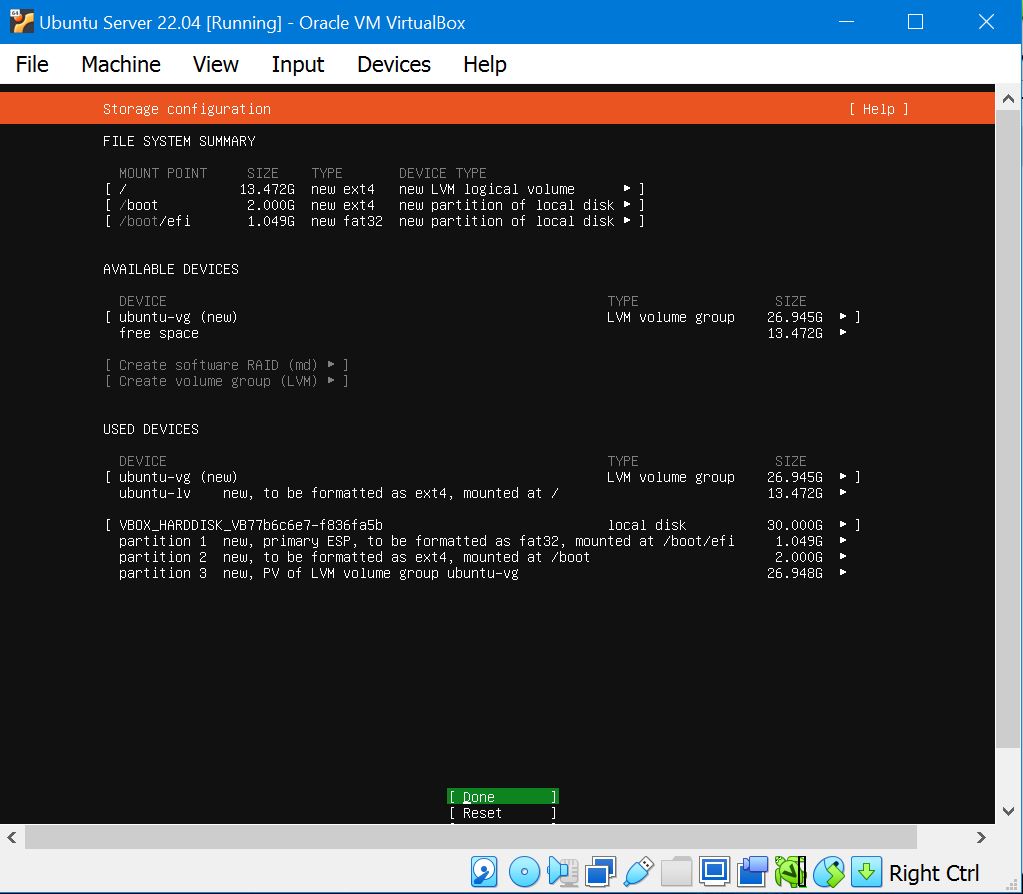 Ubuntu Server 22.04 [Running] - Oracle VM VirtualBox
File Machine View Input Devices Help
Storage configuration [ Help ]
FILE SYSTEM SUMMARY
MOUNT POINT SIZE TYPE DEVICE TYPE
[ / 13.472G new ext4 new LVM logical volume ▸ ]
[ /boot 2.000G new ext4 new partition of local disk ▸ ]
[ /boot/efi 1.049G new fat32 new partition of local disk ▸ ]
AVAILABLE DEVICES
DEVICE TYPE SIZE
[ ubuntu-vg (new) LVM volume group 26.945G ▸ ]
free space 13.472G ▸
[ Create software RAID (md) ▸ ]
[ Create volume group (LVM) ▸ ]
USED DEVICES
DEVICE TYPE SIZE
[ ubuntu-vg (new) LVM volume group 26.945G ▸ ]
ubuntu-lv new, to be formatted as ext4, mounted at / 13.472G ▸
[ VBOX_HARDDISK_VB77b6c6e7-f836fa5b local disk 30.000G ▸ ]
partition 1 new, primary ESP, to be formatted as fat32, mounted at /boot/efi 1.049G ▸
partition 2 new, to be formatted as ext4, mounted at /boot 2.000G ▸
partition 3 new, PV of LVM volume group ubuntu-vg 26.948G ▸
[ Done ]
[ Reset ]
Right Ctrl